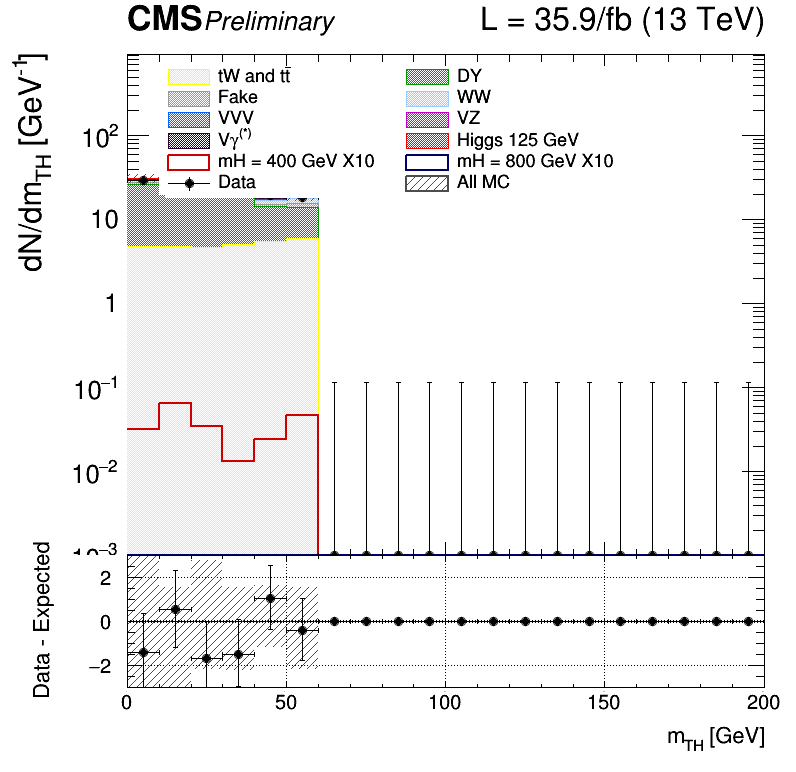 CMS Preliminary L = 35.9/fb (13 TeV)
dN/dm_TH [GeV⁻¹]
tW and tt̄ DY
Fake WW
VVV VZ
Vγ(*) Higgs 125 GeV
mH = 400 GeV X10 mH = 800 GeV X10
Data All MC
10²
10
1
10⁻¹
10⁻²
10⁻³
Data - Expected
2
0
−2
0 50 100 150 200
m_TH [GeV]